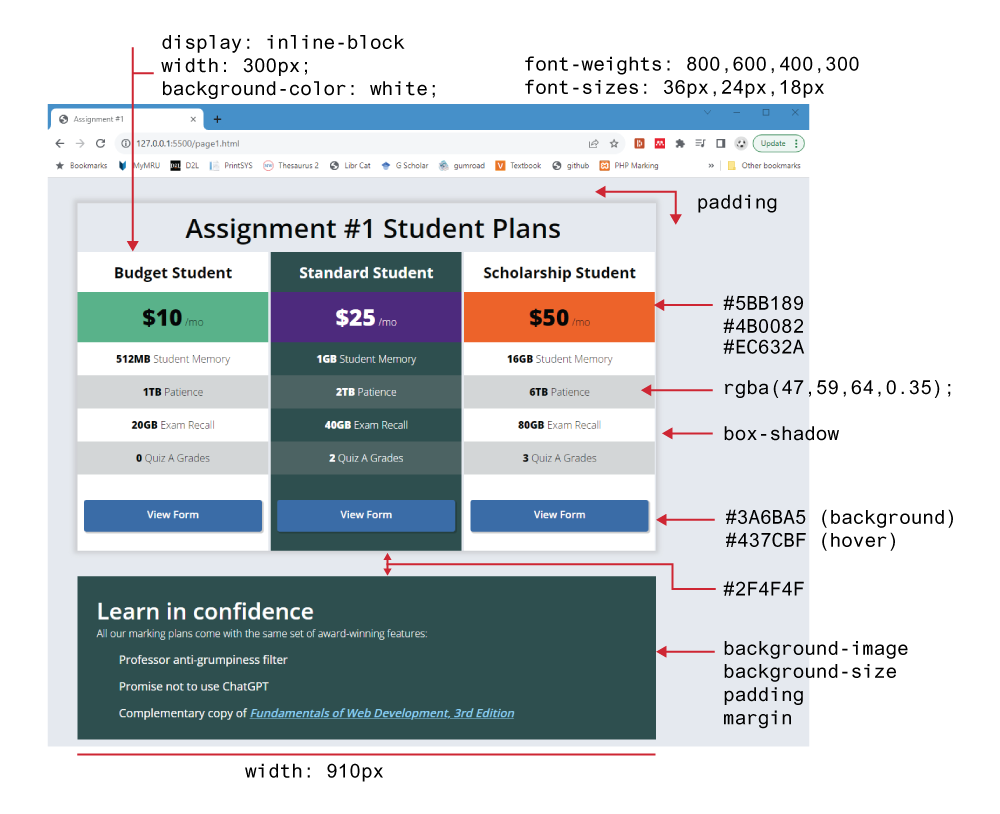 display: inline-block
width: 300px;
background-color: white;
font-weights: 800,600,400,300
font-sizes: 36px,24px,18px
Assignment #1
127.0.0.1:5500/page1.html
Update
Bookmarks MyMRU D2L D2L PrintSYS Thesaurus 2 Libr Cat G Scholar gumroad V Textbook github PHP Marking » Other bookmarks
padding
Assignment #1 Student Plans
Budget Student Standard Student Scholarship Student
$10 /mo $25 /mo $50 /mo
#5BB189
#4B0082
#EC632A
512MB Student Memory 1GB Student Memory 16GB Student Memory
1TB Patience 2TB Patience 6TB Patience
rgba(47,59,64,0.35);
20GB Exam Recall 40GB Exam Recall 80GB Exam Recall
box-shadow
0 Quiz A Grades 2 Quiz A Grades 3 Quiz A Grades
View Form View Form View Form
#3A6BA5 (background)
#437CBF (hover)
#2F4F4F
Learn in confidence
All our marking plans come with the same set of award-winning features:
Professor anti-grumpiness filter
Promise not to use ChatGPT
Complementary copy of Fundamentals of Web Development, 3rd Edition
background-image
background-size
padding
margin
width: 910px